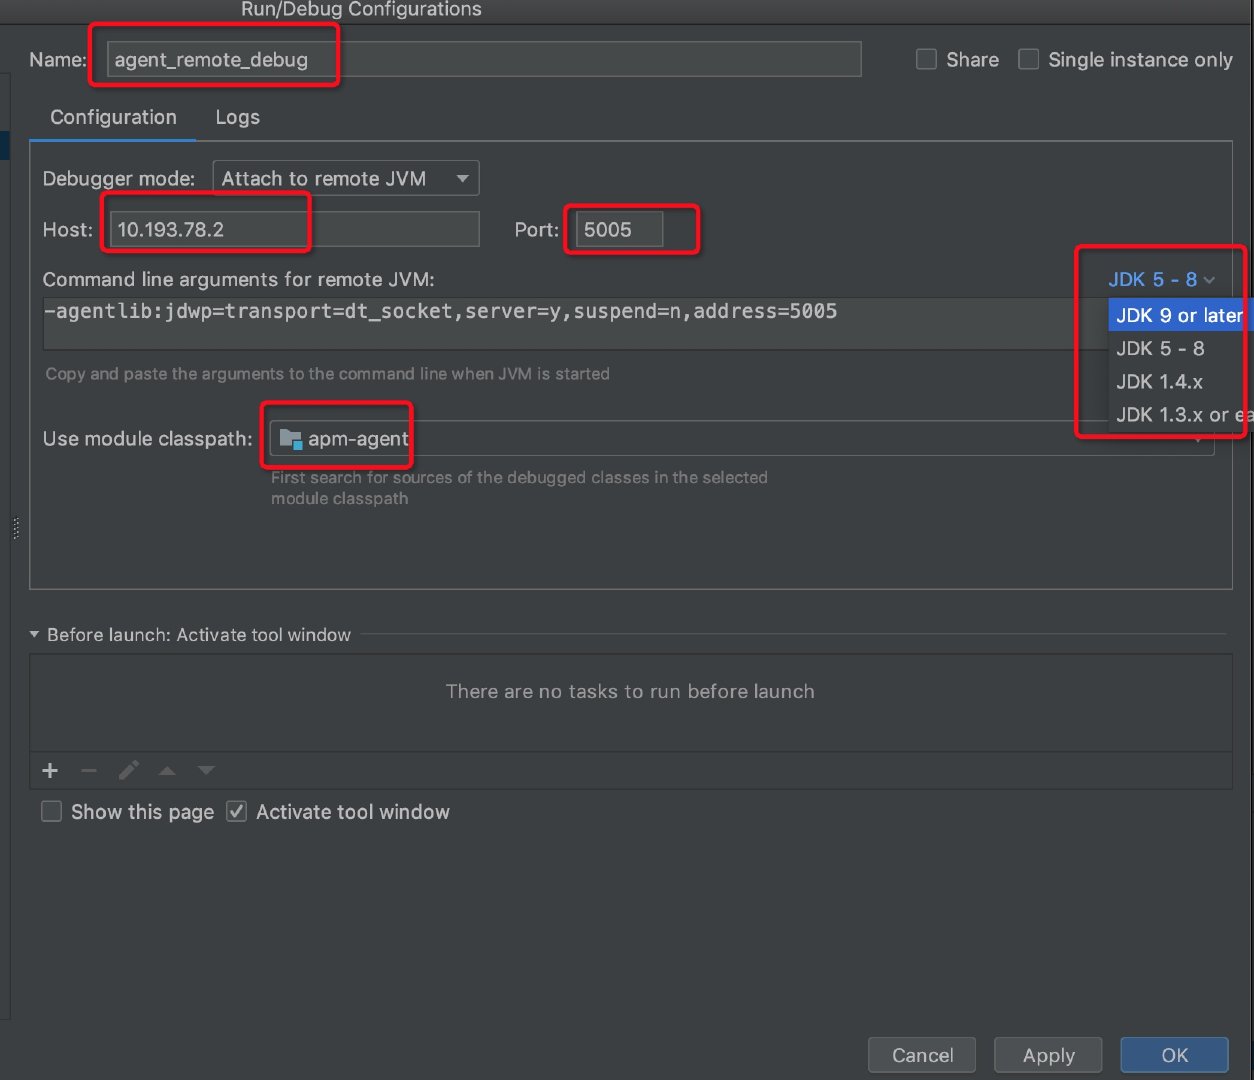 Run/Debug Configurations
Name: agent_remote_debug Share Single instance only
Configuration Logs
Debugger mode: Attach to remote JVM
Host: 10.193.78.2 Port: 5005
Command line arguments for remote JVM: JDK 5 - 8
-agentlib:jdwp=transport=dt_socket,server=y,suspend=n,address=5005
JDK 9 or later
JDK 5 - 8
JDK 1.4.x
JDK 1.3.x or ea
Copy and paste the arguments to the command line when JVM is started
Use module classpath: apm-agent
First search for sources of the debugged classes in the selected
module classpath
Before launch: Activate tool window
There are no tasks to run before launch
Show this page Activate tool window
Cancel Apply OK